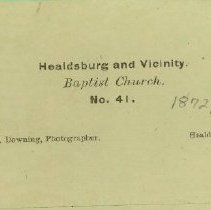 Healdsburg and Vicinity.
Baptist Church.
No. 41.
1872
Downing, Photographer.
Heald